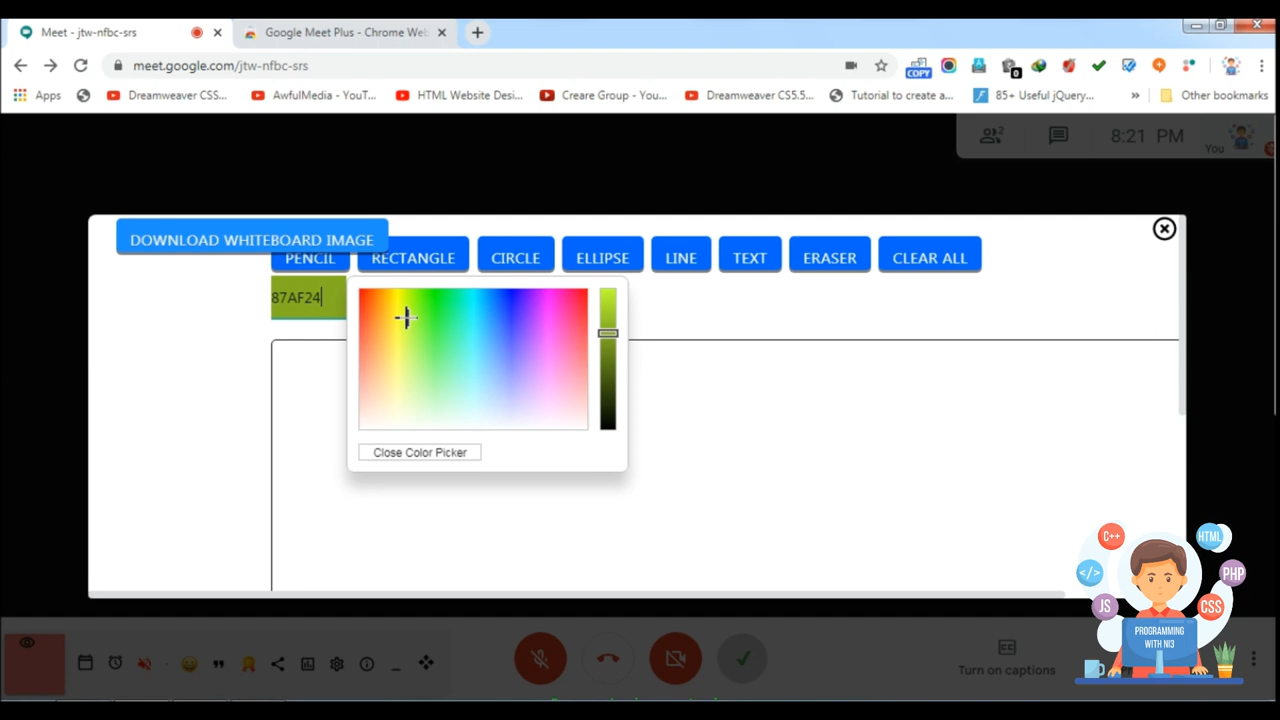 Meet - jtw-nfbc-srs
Google Meet Plus - Chrome Web
meet.google.com/jtw-nfbc-srs
COPY
0
Apps
Dreamweaver CSS...
AwfulMedia - YouT...
HTML Website Desi...
Creare Group - You...
Dreamweaver CS5.5...
Tutorial to create a...
85+ Useful jQuery...
»
Other bookmarks
2
8:21 PM
You
DOWNLOAD WHITEBOARD IMAGE
PENCIL
RECTANGLE
CIRCLE
ELLIPSE
LINE
TEXT
ERASER
CLEAR ALL
87AF24
Close Color Picker
C++
HTML
</>
PHP
JS
CSS
PROGRAMMING
WITH NI3
CC
Turn on captions